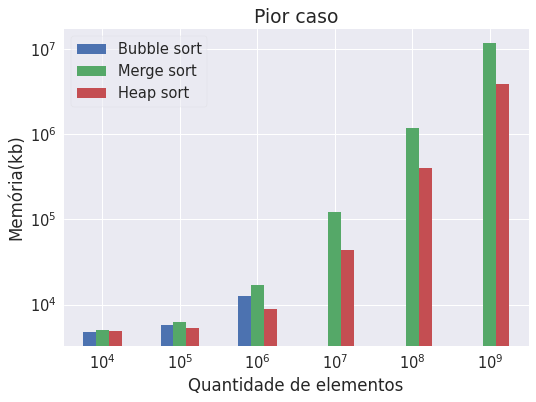 Pior caso
Bubble sort
Merge sort
Heap sort
Memória(kb)
10⁷
10⁶
10⁵
10⁴
10⁴ 10⁵ 10⁶ 10⁷ 10⁸ 10⁹
Quantidade de elementos